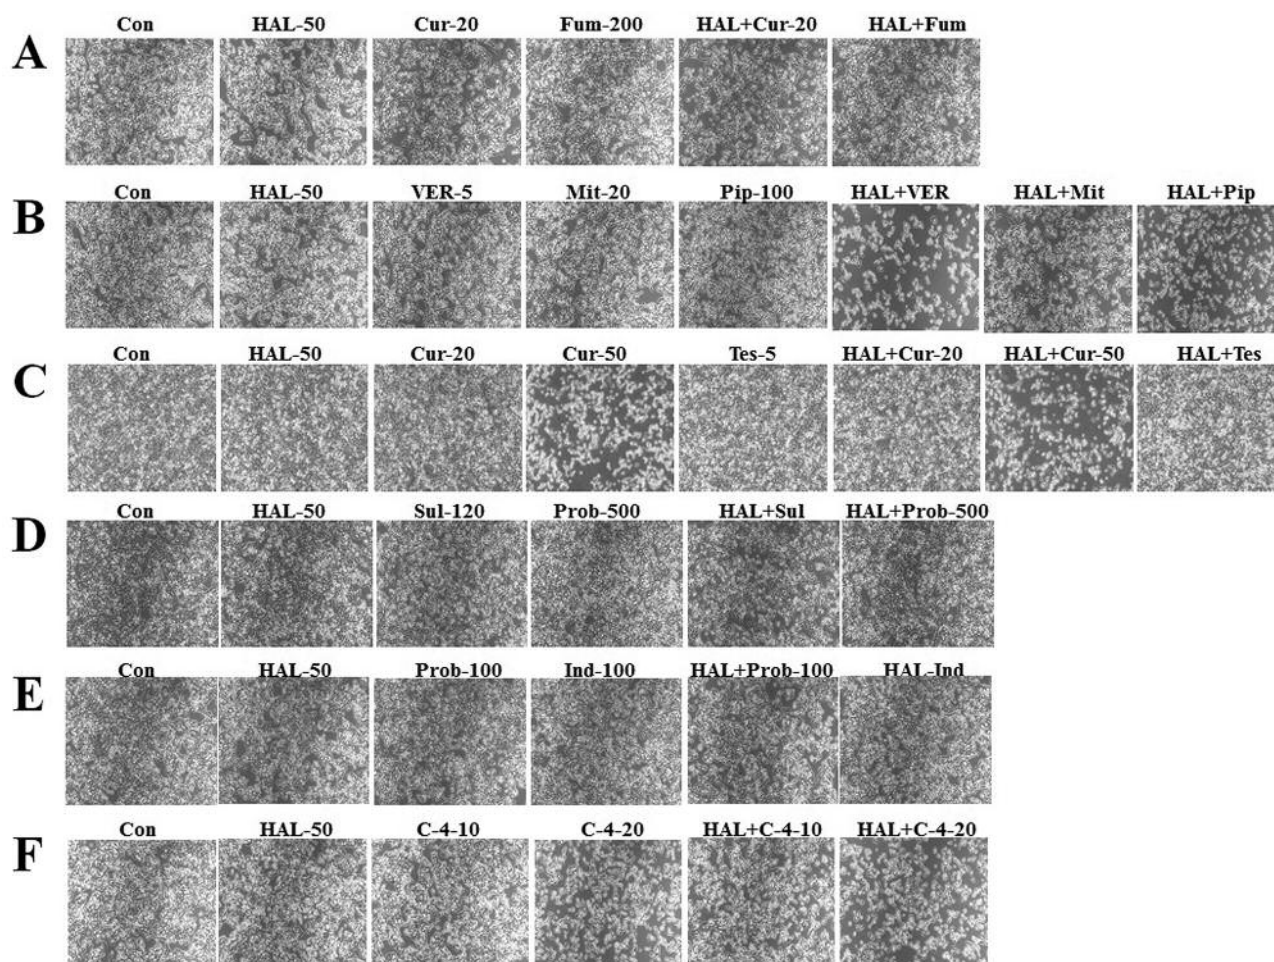 A Con HAL-50 Cur-20 Fum-200 HAL+Cur-20 HAL+Fum
B Con HAL-50 VER-5 Mit-20 Pip-100 HAL+VER HAL+Mit HAL+Pip
C Con HAL-50 Cur-20 Cur-50 Tes-5 HAL+Cur-20 HAL+Cur-50 HAL+Tes
D Con HAL-50 Sul-120 Prob-500 HAL+Sul HAL+Prob-500
E Con HAL-50 Prob-100 Ind-100 HAL+Prob-100 HAL-Ind
F Con HAL-50 C-4-10 C-4-20 HAL+C-4-10 HAL+C-4-20